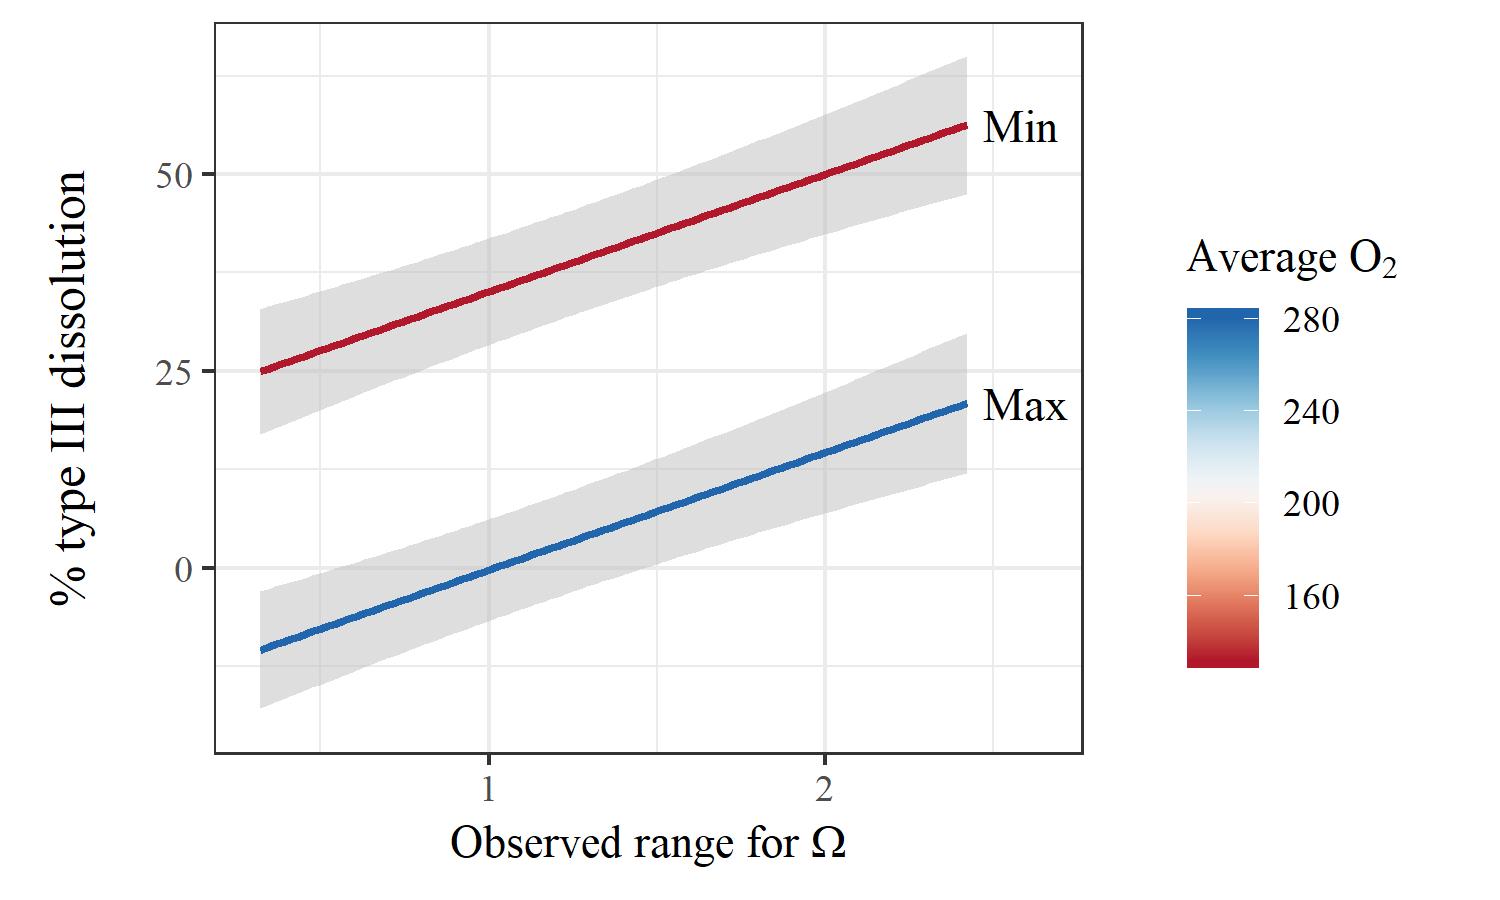 % type III dissolution
50
25
0
Min
Max
1
2
Observed range for Ω
Average O₂
280
240
200
160